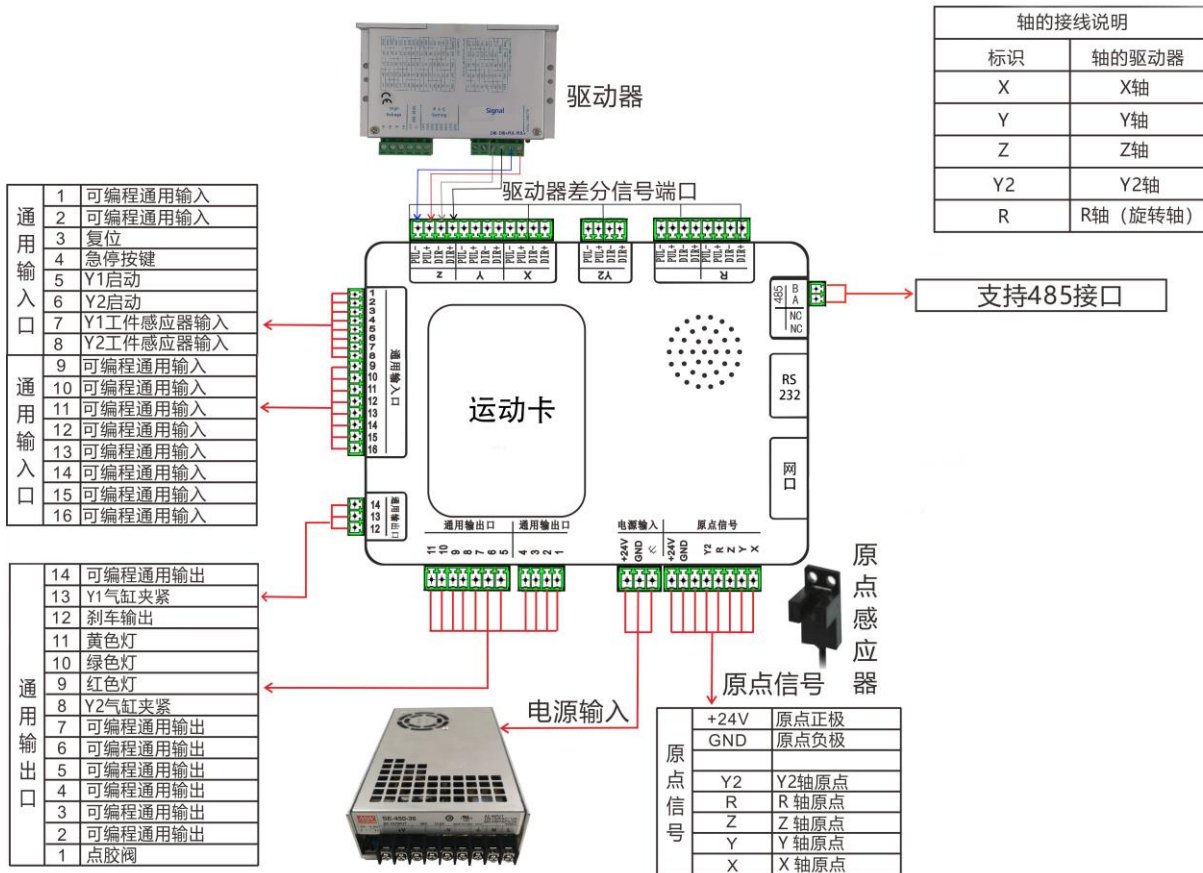 轴的接线说明
标识 轴的驱动器
X X轴
Y Y轴
Z Z轴
Y2 Y2轴
R R轴（旋转轴）
驱动器
Signal
驱动器差分信号端口
PUL- PUL+ DIR- DIR+ PUL- PUL+ DIR- DIR+ PUL- PUL+ DIR- DIR+
Z Y X
PUL- PUL+ DIR- DIR+
Y2
PUL- PUL+ DIR- DIR+ PUL- PUL+ DIR- DIR+
R
通用输入口
1 可编程通用输入
2 可编程通用输入
3 复位
4 急停按键
5 Y1启动
6 Y2启动
7 Y1工件感应器输入
8 Y2工件感应器输入
通用输入口
9 可编程通用输入
10 可编程通用输入
11 可编程通用输入
12 可编程通用输入
13 可编程通用输入
14 可编程通用输入
15 可编程通用输入
16 可编程通用输入
1
2
3
4
5
6
7
8
9
10
11
12
13
14
15
16
通用输入口
运动卡
485 B A
NC
NC
支持485接口
RS
232
网口
14
13
12
通用输出口
通用输出口 通用输出口
11 10 9 8 7 6 5 4 3 2 1
电源输入 原点信号
+24V GND +24V GND Y2 R Z Y X
原点感应器
通用输出口
14 可编程通用输出
13 Y1气缸夹紧
12 刹车输出
11 黄色灯
10 绿色灯
9 红色灯
8 Y2气缸夹紧
7 可编程通用输出
6 可编程通用输出
5 可编程通用输出
4 可编程通用输出
3 可编程通用输出
2 可编程通用输出
1 点胶阀
电源输入
原点信号
原点信号
+24V 原点正极
GND 原点负极
Y2 Y2轴原点
R R 轴原点
Z Z 轴原点
Y Y 轴原点
X X 轴原点